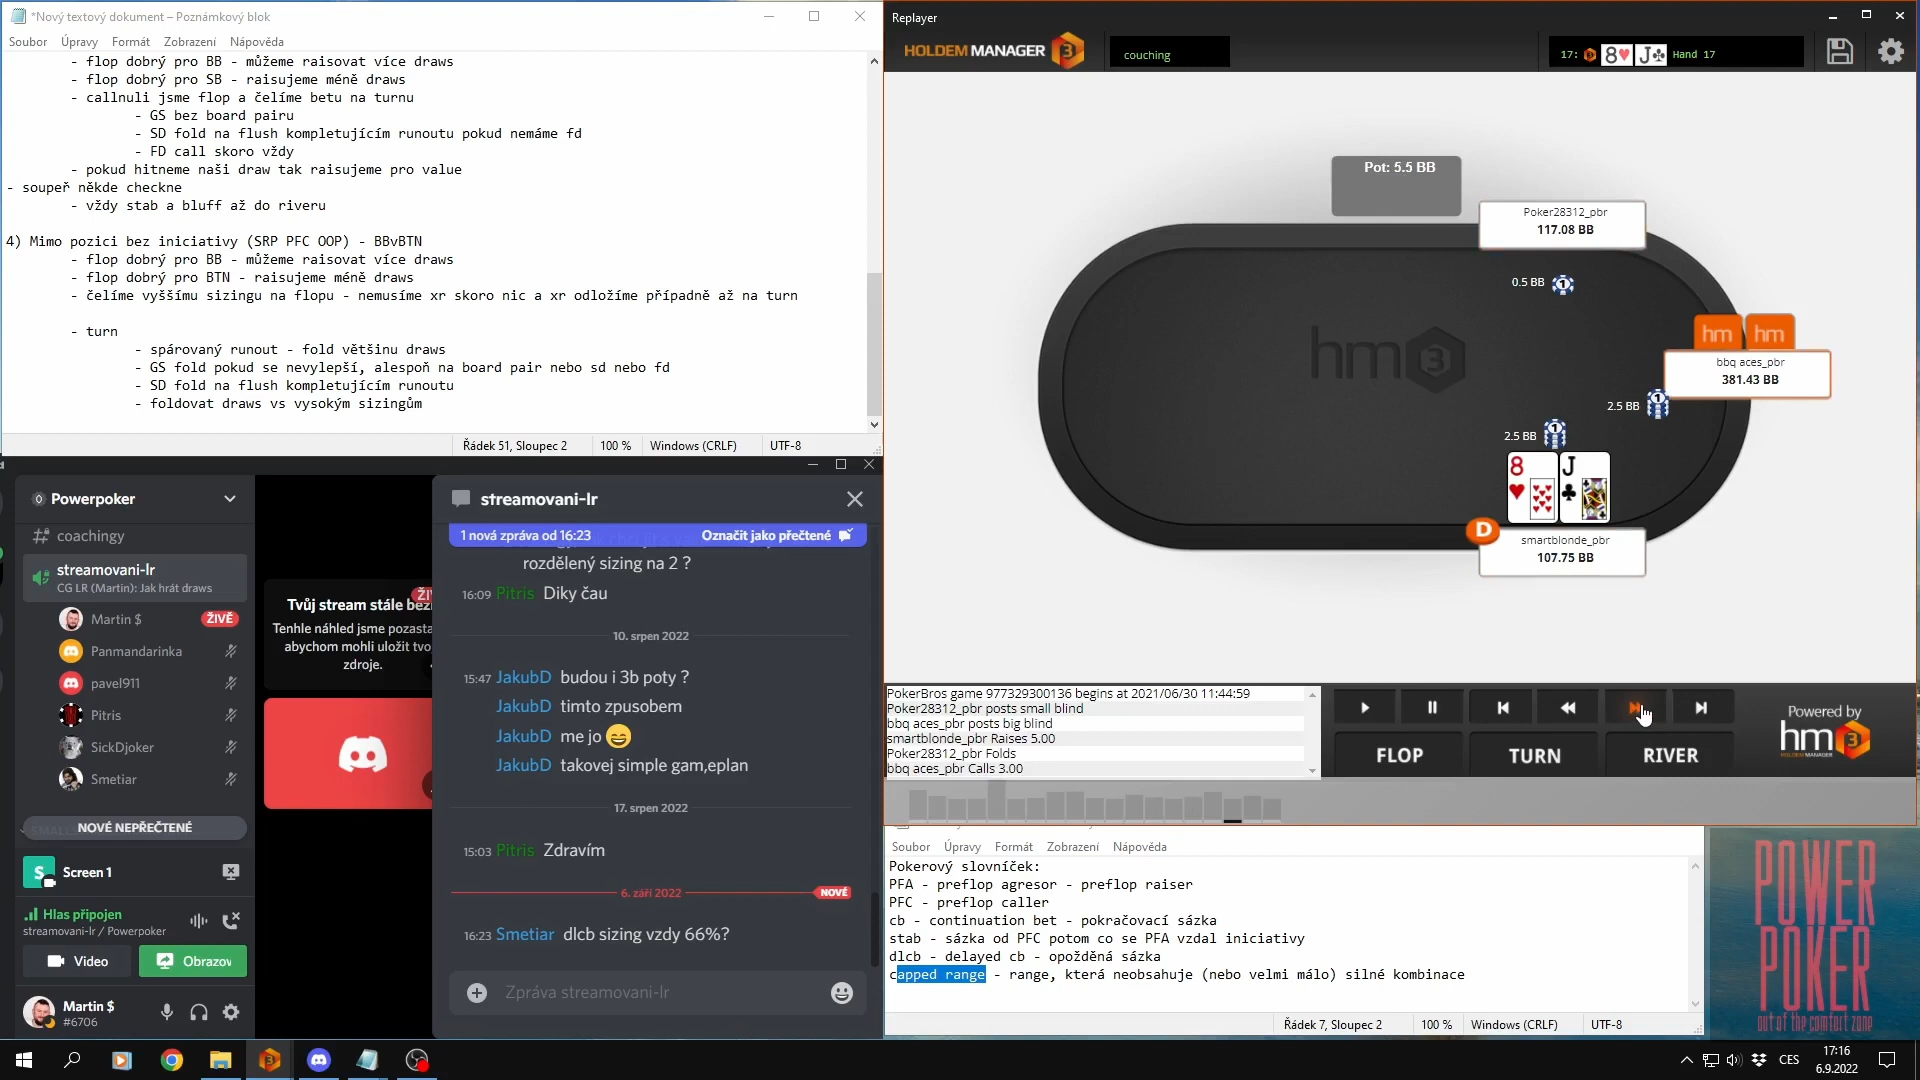 *Nový textový dokument – Poznámkový blok
Soubor Úpravy Formát Zobrazení Nápověda
- flop dobrý pro BB - můžeme raisovat více draws
- flop dobrý pro SB - raisujeme méně draws
- callnuli jsme flop a čelíme betu na turnu
- GS bez board pairu
- SD fold na flush kompletujícím runoutu pokud nemáme fd
- FD call skoro vždy
- pokud hitneme naši draw tak raisujeme pro value
- soupeř někde checkne
- vždy stab a bluff až do riveru
4) Mimo pozici bez iniciativy (SRP PFC OOP) - BBvBTN
- flop dobrý pro BB - můžeme raisovat více draws
- flop dobrý pro BTN - raisujeme méně draws
- čelíme vyššímu sizingu na flopu - nemusíme xr skoro nic a xr odložíme případně až na turn
- turn
- spárovaný runout - fold většinu draws
- GS fold pokud se nevylepší, alespoň na board pair nebo sd nebo fd
- SD fold na flush kompletujícím runoutu
- foldovat draws vs vysokým sizingům
Řádek 51, Sloupec 2 100 % Windows (CRLF) UTF-8
Powerpoker
coachingy
streamovani-lr
CG LR (Martin): Jak hrát draws
Martin $ ŽIVĚ
Panmandarinka
pavel911
Pitris
SickDjoker
Smetiar
NOVÉ NEPŘEČTENÉ
S Screen 1
Hlas připojen
streamovani-lr / Powerpoker
Video Obrazov
Martin $
#6706
Tvůj stream stále bez
Tenhle náhled jsme pozasta
abychom mohli uložit tvo
zdroje.
streamovani-lr
1 nová zpráva od 16:23 Označit jako přečtené
rozdělený sizing na 2 ?
16:09 Pitris Diky čau
10. srpen 2022
15:47 JakubD budou i 3b poty ?
JakubD timto zpusobem
JakubD me jo
JakubD takovej simple gam,eplan
17. srpen 2022
15:03 Pitris Zdravím
6. září 2022 NOVÉ
16:23 Smetiar dlcb sizing vzdy 66%?
Zpráva streamovani-lr
Replayer
HOLDEM MANAGER 3
couching
17: 8 J Hand 17
Pot: 5.5 BB
Poker28312_pbr
117.08 BB
0.5 BB
hm hm
bbq aces_pbr
381.43 BB
2.5 BB
2.5 BB
hm 3
8 J
D
smartblonde_pbr
107.75 BB
PokerBros game 977329300136 begins at 2021/06/30 11:44:59
Poker28312_pbr posts small blind
bbq aces_pbr posts big blind
smartblonde_pbr Raises 5.00
Poker28312_pbr Folds
bbq aces_pbr Calls 3.00
FLOP TURN RIVER
Powered by
hm 3
HOLDEM MANAGER
Soubor Úpravy Formát Zobrazení Nápověda
Pokerový slovníček:
PFA - preflop agresor - preflop raiser
PFC - preflop caller
cb - continuation bet - pokračovací sázka
stab - sázka od PFC potom co se PFA vzdal iniciativy
dlcb - delayed cb - opožděná sázka
capped range - range, která neobsahuje (nebo velmi málo) silné kombinace
Řádek 7, Sloupec 2 100 % Windows (CRLF) UTF-8
POWER
POKER
out of the comfort zone
CES
17:16
6.9.2022